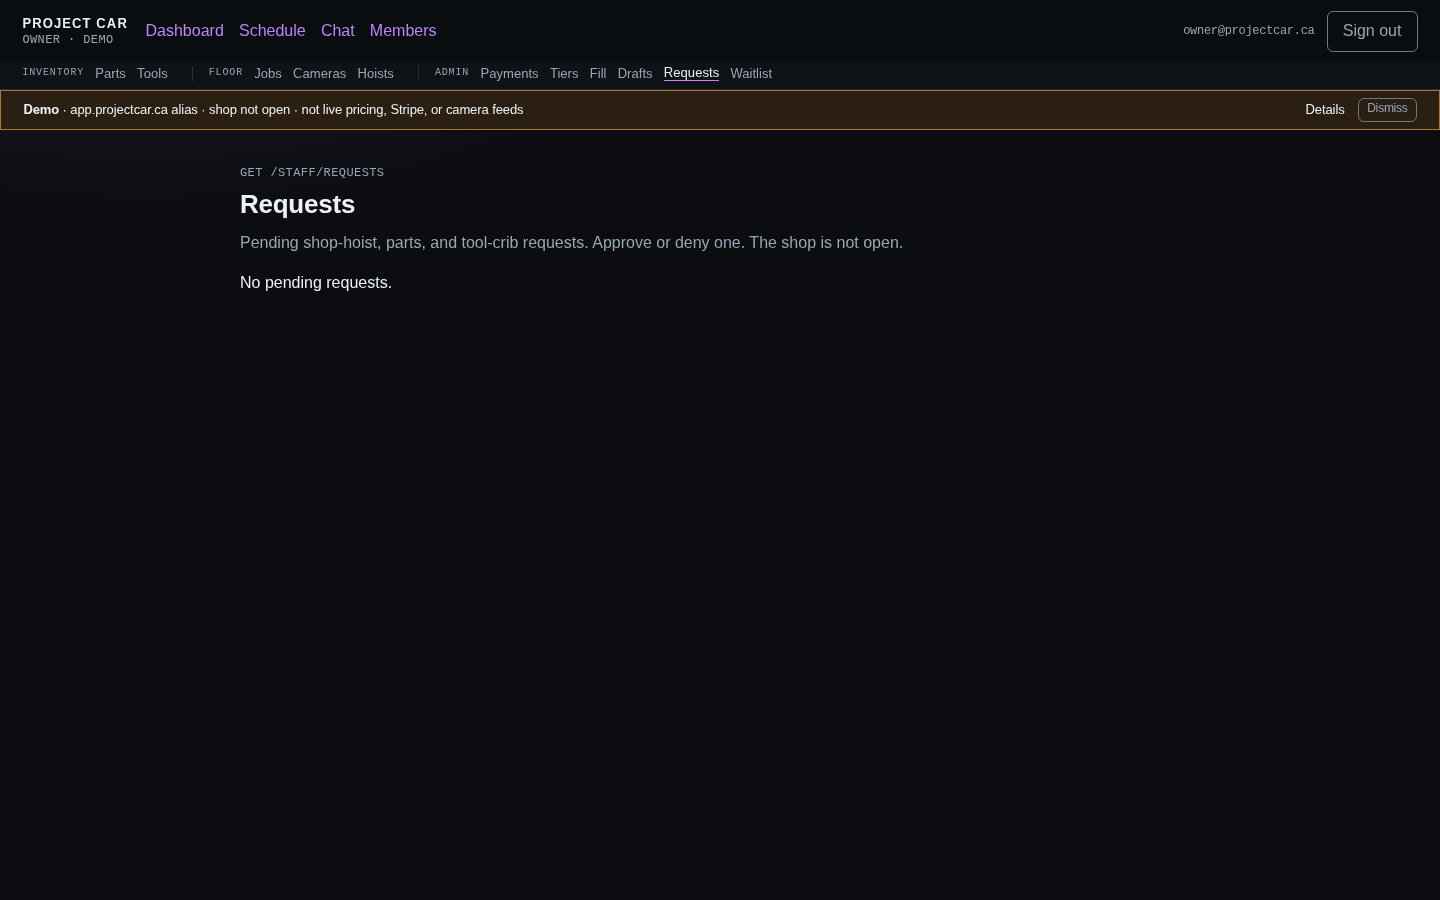 PROJECT CAR
OWNER · DEMO
Dashboard Schedule Chat Members
owner@projectcar.ca
Sign out
INVENTORY Parts Tools FLOOR Jobs Cameras Hoists ADMIN Payments Tiers Fill Drafts Requests Waitlist
Demo · app.projectcar.ca alias · shop not open · not live pricing, Stripe, or camera feeds
Details Dismiss
GET /STAFF/REQUESTS
Requests
Pending shop-hoist, parts, and tool-crib requests. Approve or deny one. The shop is not open.
No pending requests.